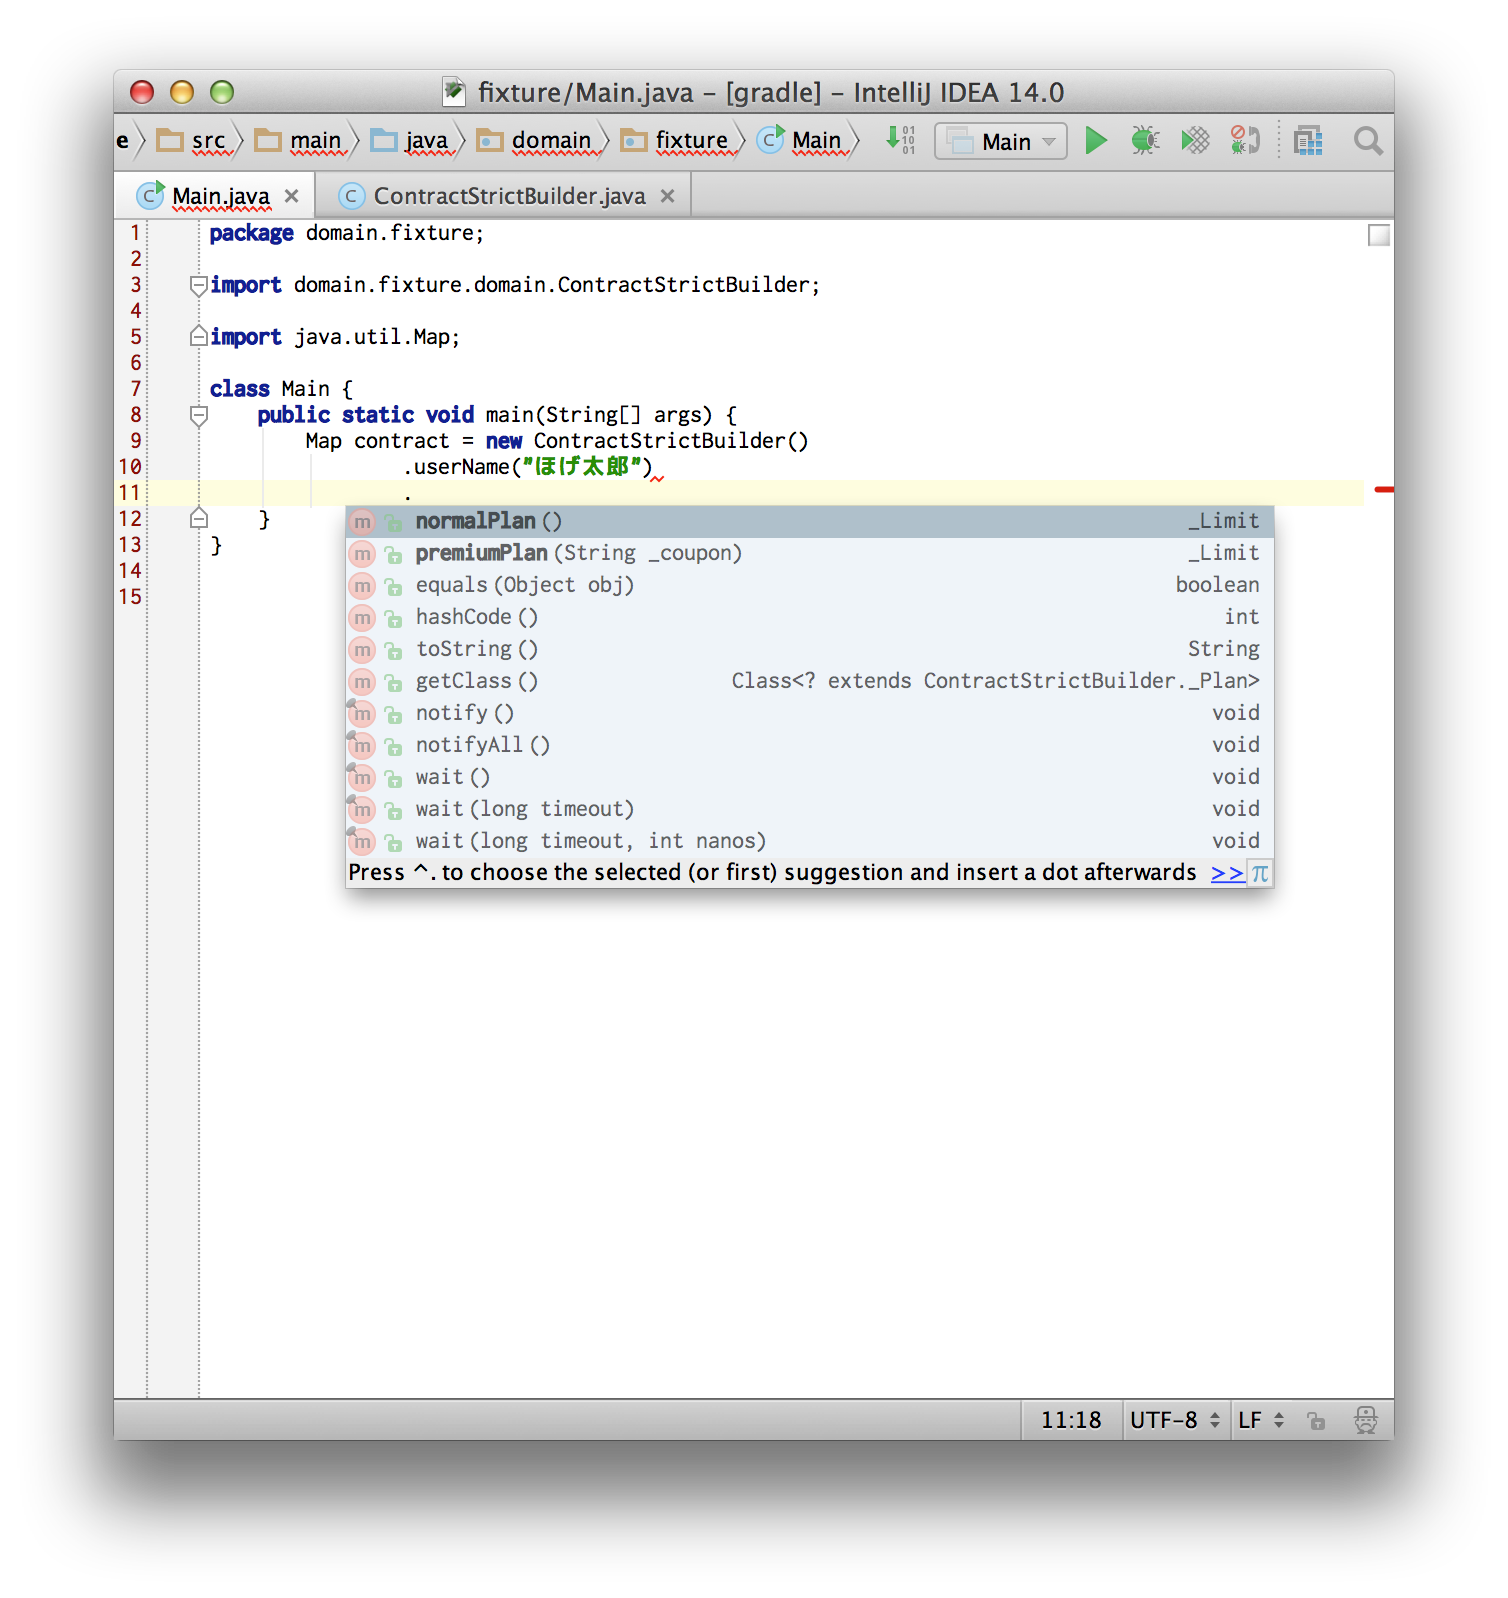 fixture/Main.java – [gradle] – IntelliJ IDEA 14.0
e src main java domain fixture C Main 01 10 01 Main
C Main.java × C ContractStrictBuilder.java ×
1 package domain.fixture;
2
3 import domain.fixture.domain.ContractStrictBuilder;
4
5 import java.util.Map;
6
7 class Main {
8 public static void main(String[] args) {
9 Map contract = new ContractStrictBuilder()
10 .userName("ほげ太郎")
11 .
12 }
13 }
14
15
m normalPlan() _Limit
m premiumPlan(String _coupon) _Limit
m equals(Object obj) boolean
m hashCode() int
m toString() String
m getClass() Class<? extends ContractStrictBuilder._Plan>
m notify() void
m notifyAll() void
m wait() void
m wait(long timeout) void
m wait(long timeout, int nanos) void
Press ^. to choose the selected (or first) suggestion and insert a dot afterwards >> π
11:18 UTF-8 LF